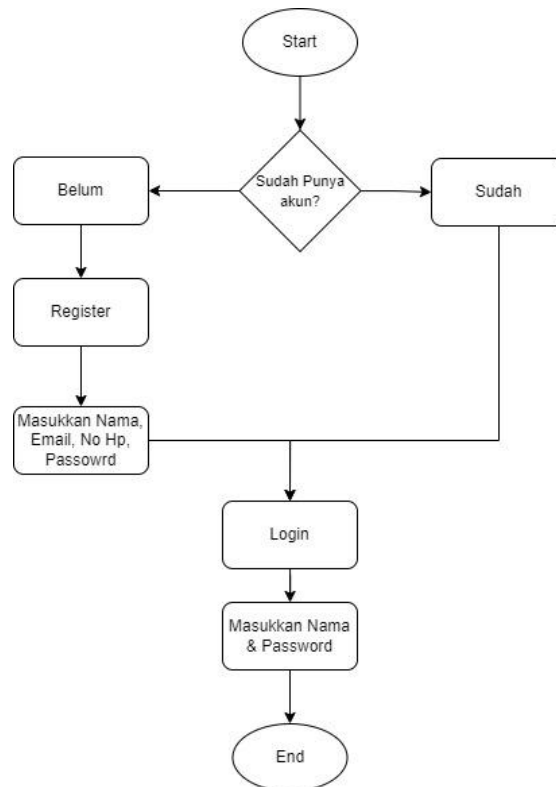 Start
Sudah Punya
akun?
Belum
Sudah
Register
Masukkan Nama,
Email, No Hp,
Passowrd
Login
Masukkan Nama
& Password
End